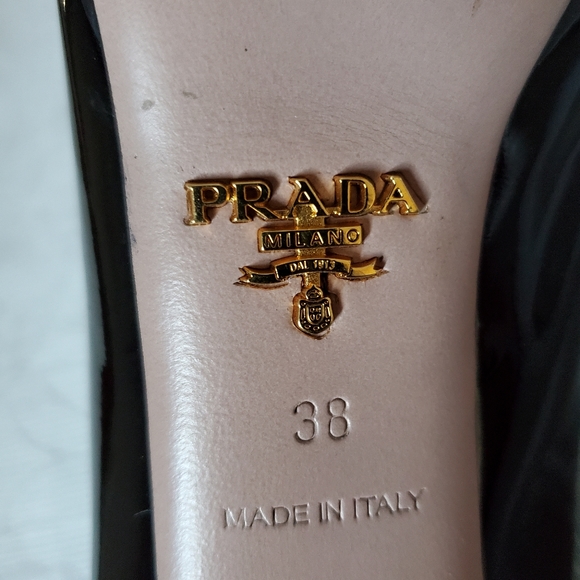 PRADA
MILANO
DAL 1913
38
MADE IN ITALY